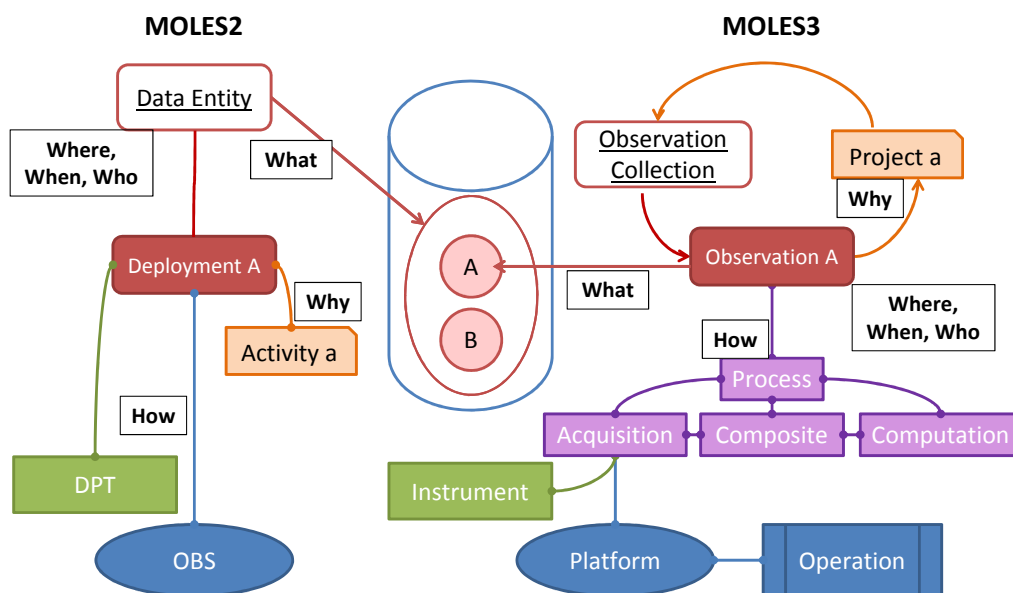 MOLES2
MOLES3
Data Entity
Where,
When, Who
What
Deployment A
Why
Activity a
How
DPT
OBS
A
B
Observation
Collection
Project a
Why
Observation A
What
Where,
When, Who
How
Process
Acquisition
Composite
Computation
Instrument
Platform
Operation